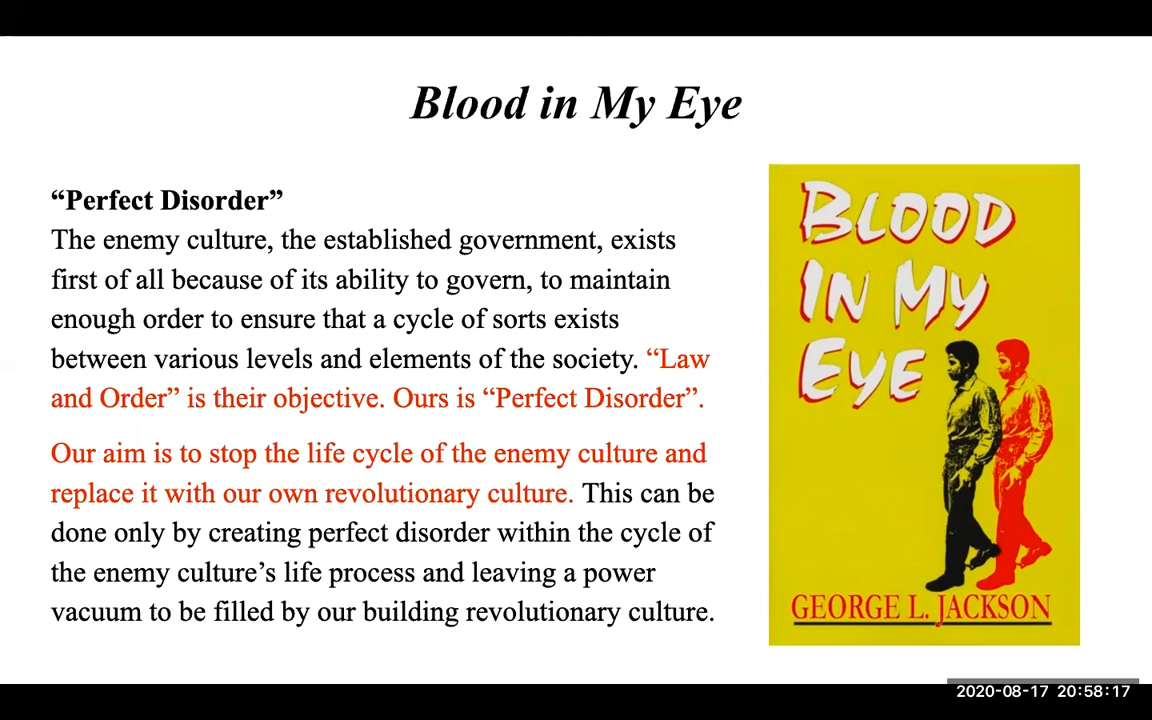 Blood in My Eye
“Perfect Disorder”
The enemy culture, the established government, exists
first of all because of its ability to govern, to maintain
enough order to ensure that a cycle of sorts exists
between various levels and elements of the society. “Law
and Order” is their objective. Ours is “Perfect Disorder”.
Our aim is to stop the life cycle of the enemy culture and
replace it with our own revolutionary culture. This can be
done only by creating perfect disorder within the cycle of
the enemy culture’s life process and leaving a power
vacuum to be filled by our building revolutionary culture.
BLOOD
IN MY
EYE
GEORGE L. JACKSON
2020-08-17 20:58:17